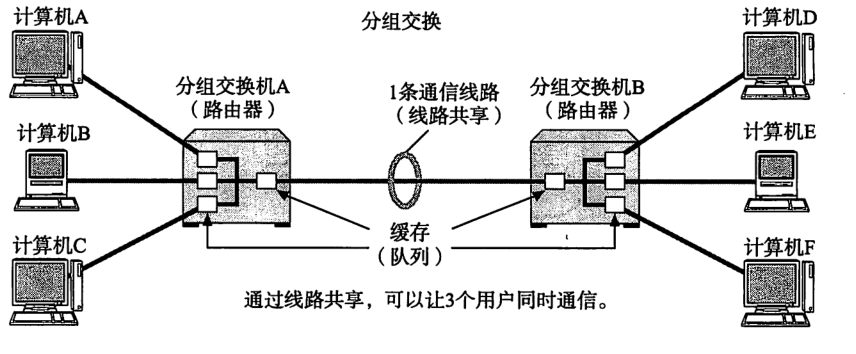 分组交换
计算机A
计算机D
分组交换机A
（路由器）
1条通信线路
（线路共享）
分组交换机B
（路由器）
计算机B
计算机E
缓存
（队列）
计算机C
计算机F
通过线路共享，可以让3个用户同时通信。